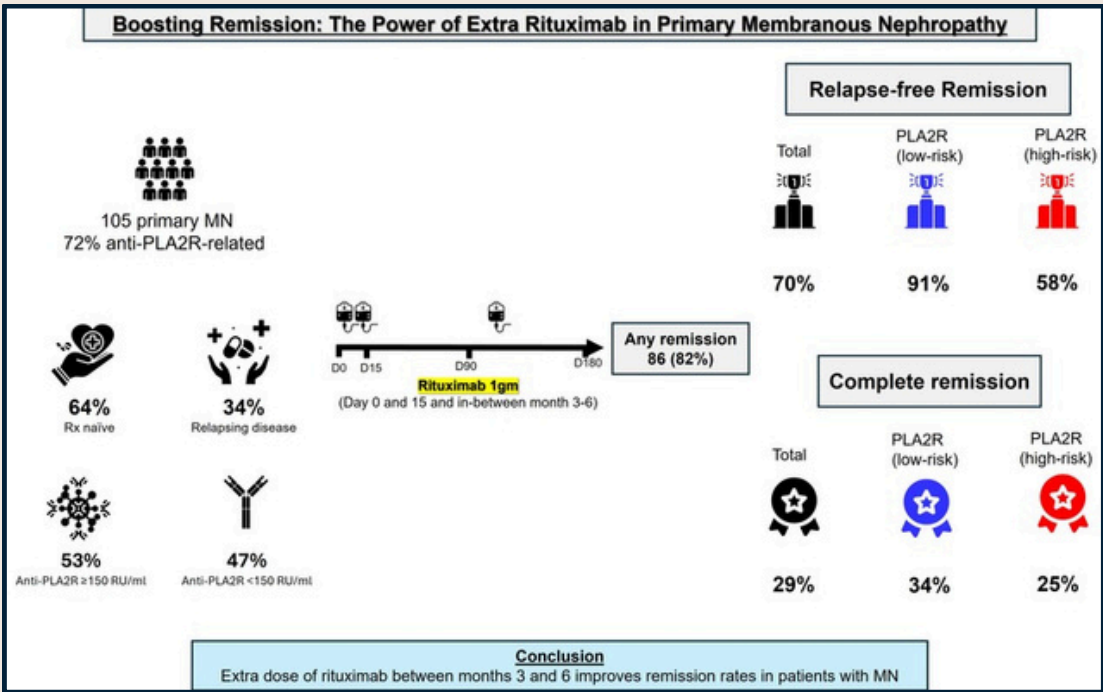 Boosting Remission: The Power of Extra Rituximab in Primary Membranous Nephropathy
105 primary MN
72% anti-PLA2R-related
64%
Rx naïve
34%
Relapsing disease
53%
Anti-PLA2R ≥150 RU/ml
47%
Anti-PLA2R <150 RU/ml
D0
D15
D90
D180
Rituximab 1gm
(Day 0 and 15 and in-between month 3-6)
Any remission
86 (82%)
Relapse-free Remission
Total
PLA2R
(low-risk)
PLA2R
(high-risk)
1
1
1
70%
91%
58%
Complete remission
Total
PLA2R
(low-risk)
PLA2R
(high-risk)
29%
34%
25%
Conclusion
Extra dose of rituximab between months 3 and 6 improves remission rates in patients with MN